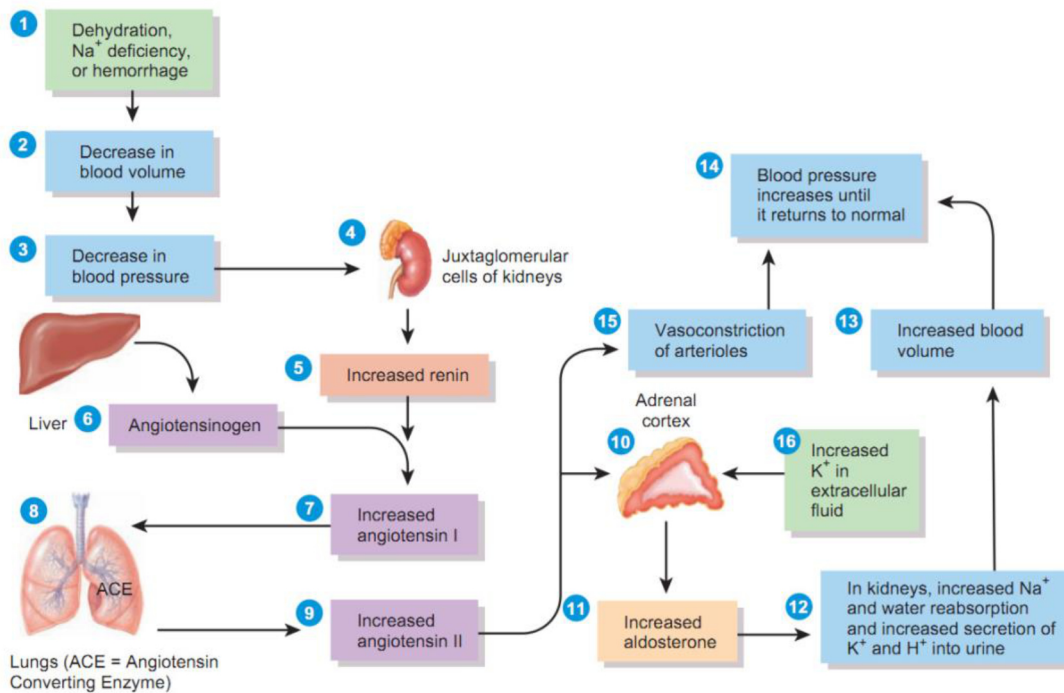 1
Dehydration,
Na+ deficiency,
or hemorrhage
2
Decrease in
blood volume
3
Decrease in
blood pressure
4
Juxtaglomerular
cells of kidneys
5
Increased renin
Liver
6
Angiotensinogen
7
Increased
angiotensin I
8
ACE
Lungs (ACE = Angiotensin
Converting Enzyme)
9
Increased
angiotensin II
10
Adrenal
cortex
11
Increased
aldosterone
12
In kidneys, increased Na+
and water reabsorption
and increased secretion of
K+ and H+ into urine
13
Increased blood
volume
14
Blood pressure
increases until
it returns to normal
15
Vasoconstriction
of arterioles
16
Increased
K+ in
extracellular
fluid